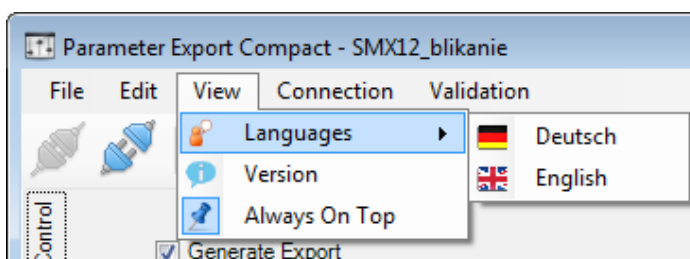 Parameter Export Compact - SMX12_blikanie
File Edit View Connection Validation
Languages Deutsch
Version English
Always On Top
Control
Generate Export